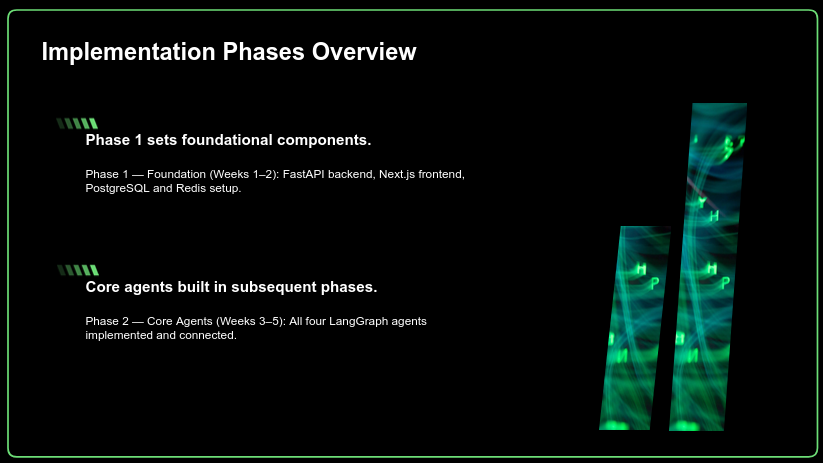 Implementation Phases Overview
Phase 1 sets foundational components.
Phase 1 — Foundation (Weeks 1–2): FastAPI backend, Next.js frontend,
PostgreSQL and Redis setup.
Core agents built in subsequent phases.
Phase 2 — Core Agents (Weeks 3–5): All four LangGraph agents
implemented and connected.